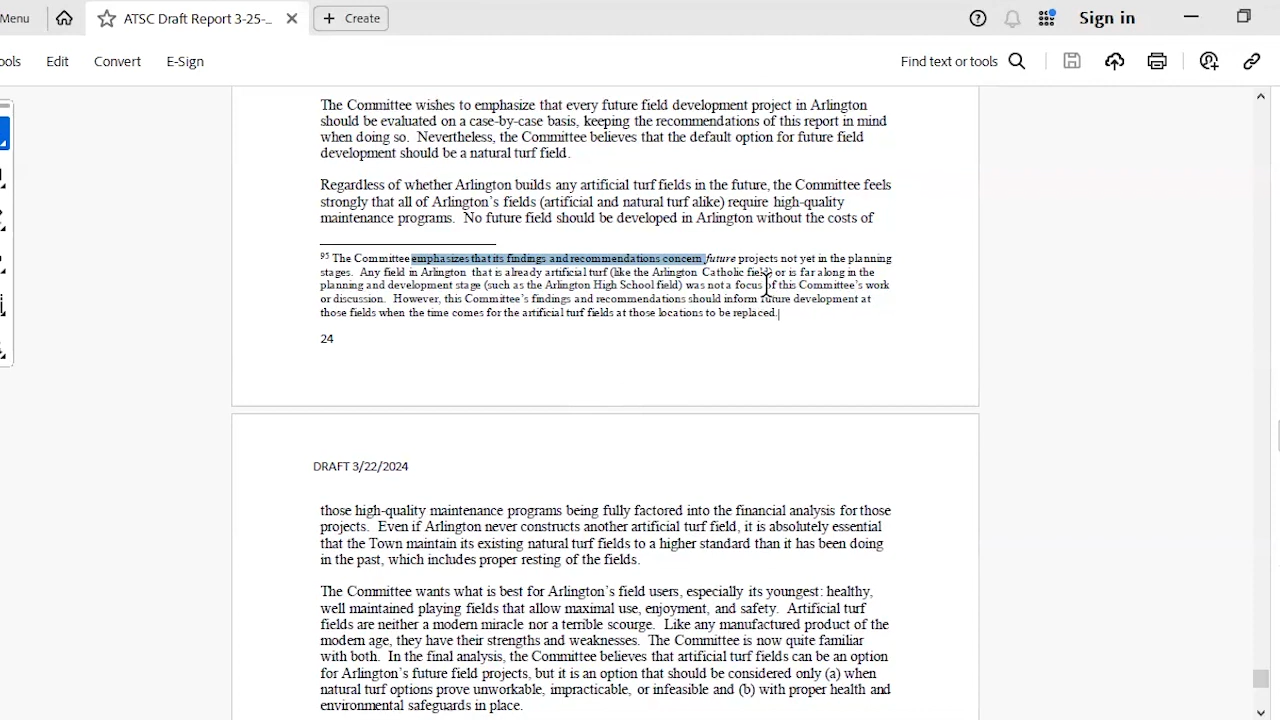 Menu
ATSC Draft Report 3-25-...
Create
Sign in
ools
Edit
Convert
E-Sign
Find text or tools
The Committee wishes to emphasize that every future field development project in Arlington
should be evaluated on a case-by-case basis, keeping the recommendations of this report in mind
when doing so.  Nevertheless, the Committee believes that the default option for future field
development should be a natural turf field.
Regardless of whether Arlington builds any artificial turf fields in the future, the Committee feels
strongly that all of Arlington's fields (artificial and natural turf alike) require high-quality
maintenance programs.  No future field should be developed in Arlington without the costs of
95 The Committee emphasizes that its findings and recommendations concern future projects not yet in the planning
stages.  Any field in Arlington that is already artificial turf (like the Arlington Catholic field) or is far along in the
planning and development stage (such as the Arlington High School field) was not a focus of this Committee's work
or discussion.  However, this Committee's findings and recommendations should inform future development at
those fields when the time comes for the artificial turf fields at those locations to be replaced.
24
DRAFT 3/22/2024
those high-quality maintenance programs being fully factored into the financial analysis for those
projects.  Even if Arlington never constructs another artificial turf field, it is absolutely essential
that the Town maintain its existing natural turf fields to a higher standard than it has been doing
in the past, which includes proper resting of the fields.
The Committee wants what is best for Arlington's field users, especially its youngest: healthy,
well maintained playing fields that allow maximal use, enjoyment, and safety.  Artificial turf
fields are neither a modern miracle nor a terrible scourge.  Like any manufactured product of the
modern age, they have their strengths and weaknesses.  The Committee is now quite familiar
with both.  In the final analysis, the Committee believes that artificial turf fields can be an option
for Arlington's future field projects, but it is an option that should be considered only (a) when
natural turf options prove unworkable, impracticable, or infeasible and (b) with proper health and
environmental safeguards in place.